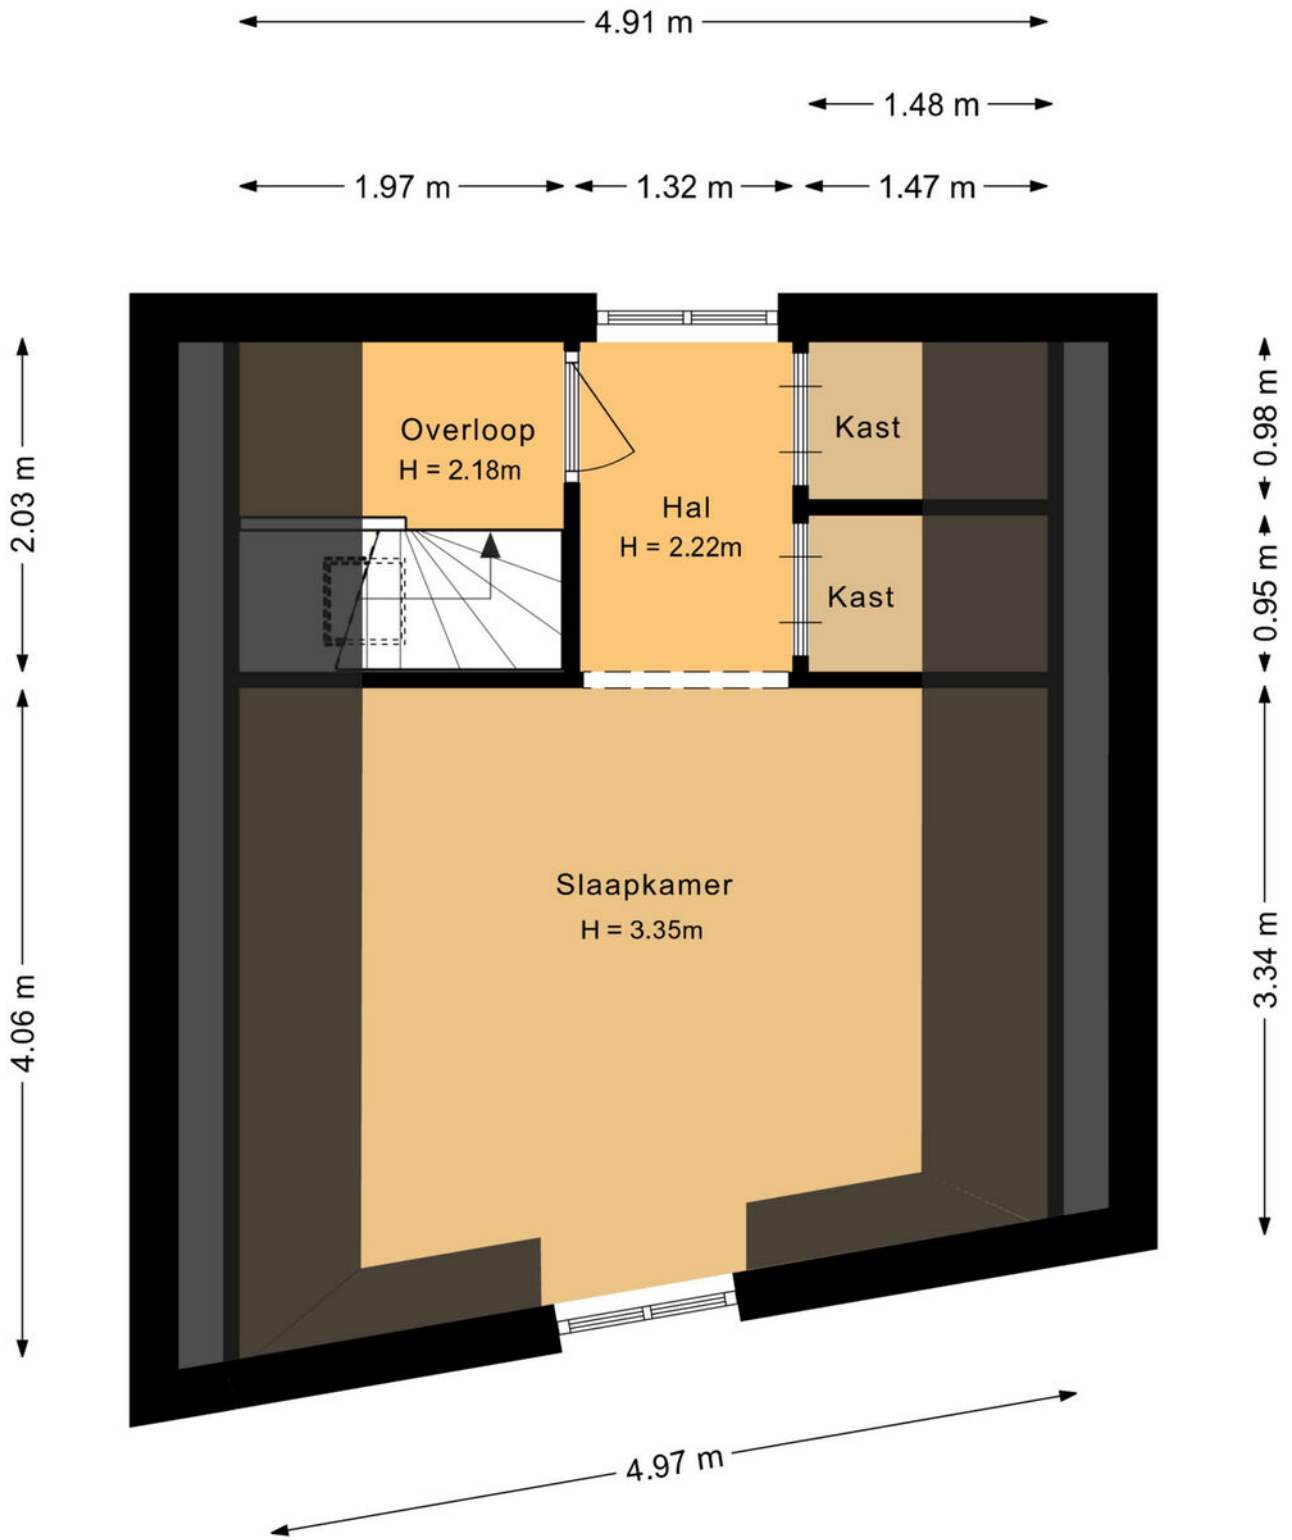 4.91 m
1.48 m
1.97 m
1.32 m
1.47 m
Overloop
H = 2.18m
Hal
H = 2.22m
Kast
Kast
2.03 m
0.98 m
0.95 m
Slaapkamer
H = 3.35m
4.06 m
3.34 m
4.97 m